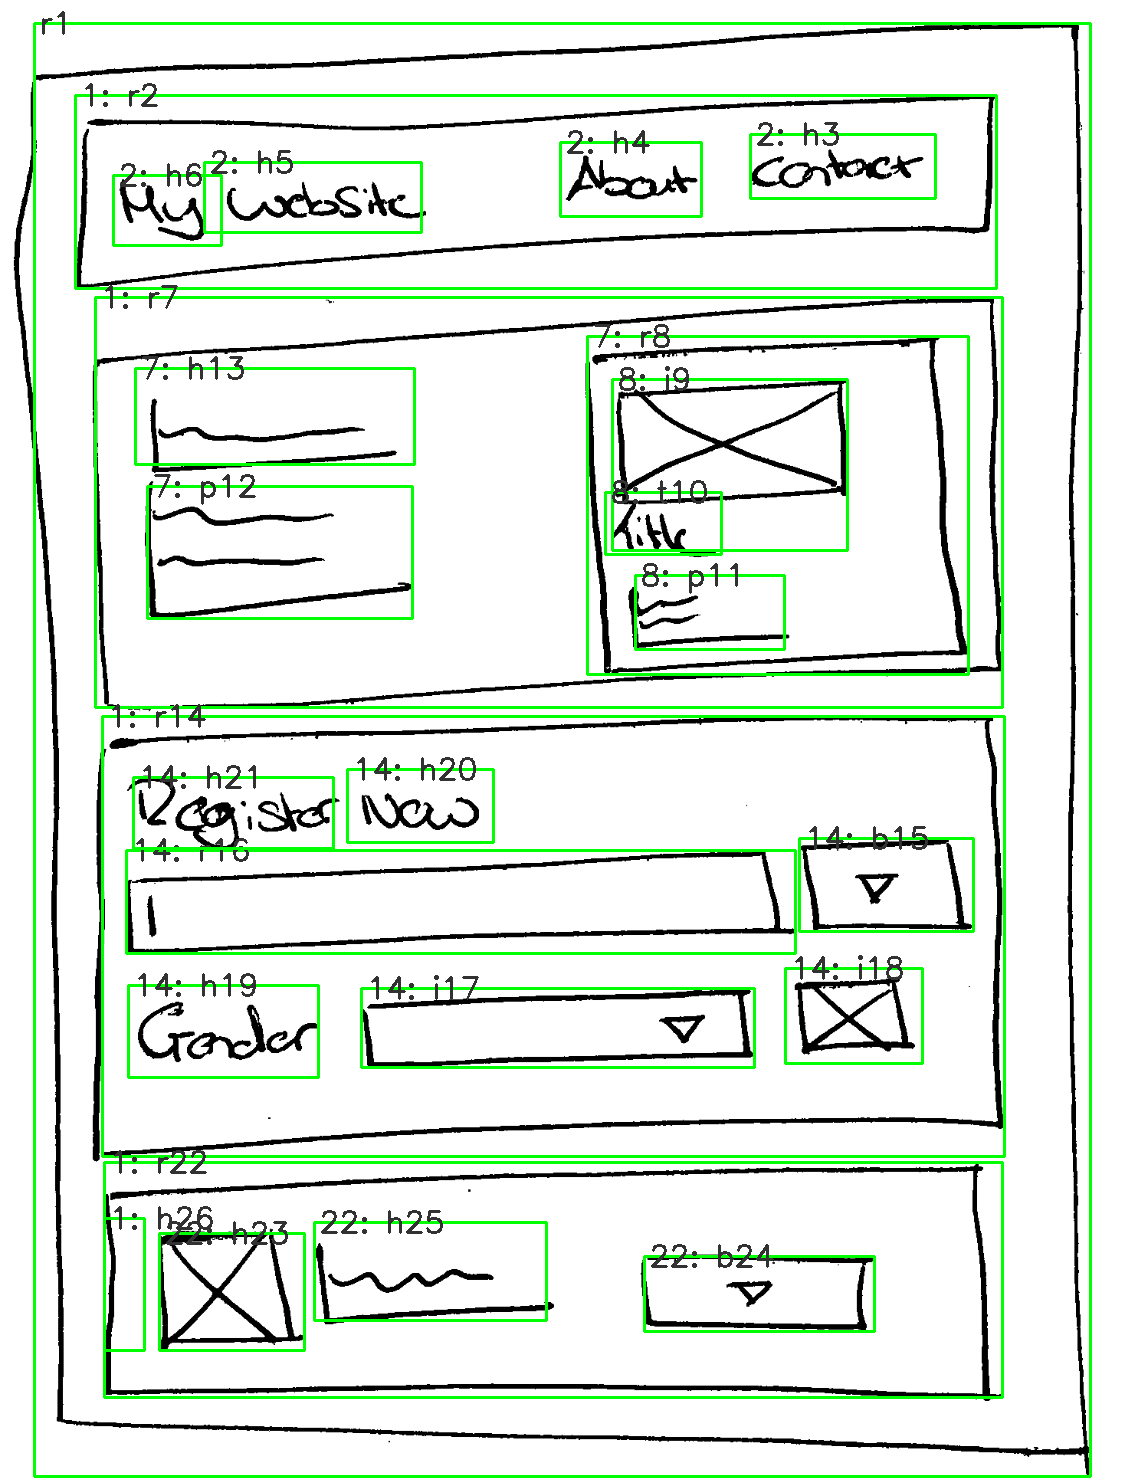 r1
1: r2
2: h6 2: h5 2: h4 2: h3
My WebSite About Contact
1: r7
7: h13
7: p12
7: r8
8: i9
8: t10
Title
8: p11
1: r14
14: h21 14: h20
Register Now
14: i16 14: b15
14: h19 14: i17 14: i18
Gender
1: r22
1: h26 22: h23 22: h25 22: b24